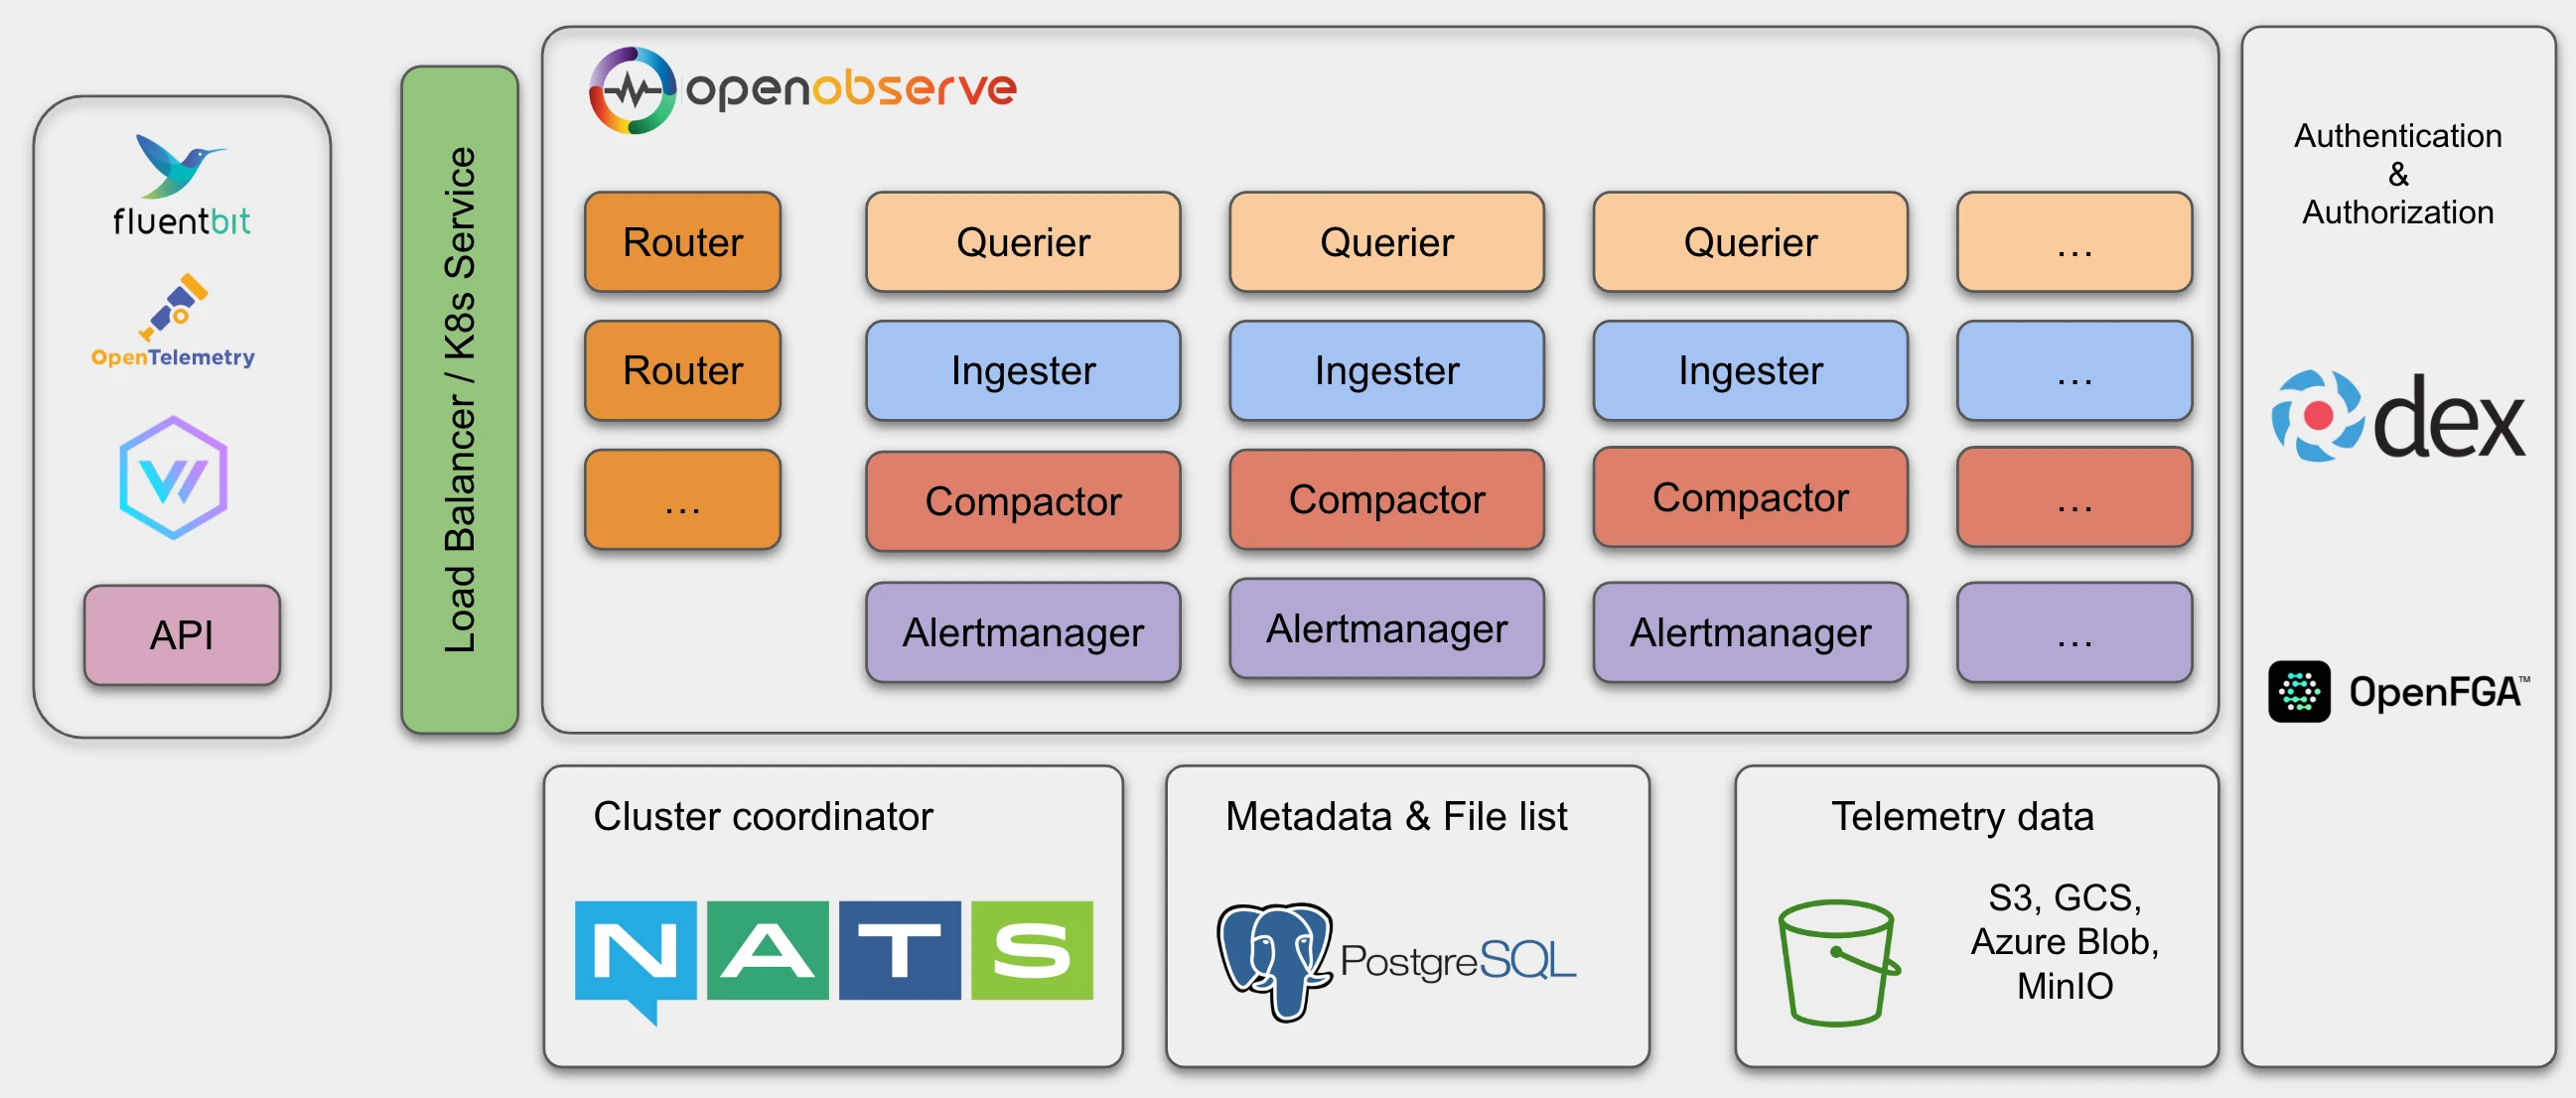 fluentbit
OpenTelemetry
API
Load Balancer / K8s Service
openobserve
Router
Querier
Querier
Querier
...
Router
Ingester
Ingester
Ingester
...
...
Compactor
Compactor
Compactor
...
Alertmanager
Alertmanager
Alertmanager
...
Cluster coordinator
NATS
Metadata & File list
PostgreSQL
Telemetry data
S3, GCS,
Azure Blob,
MinIO
Authentication
&
Authorization
dex
OpenFGA™